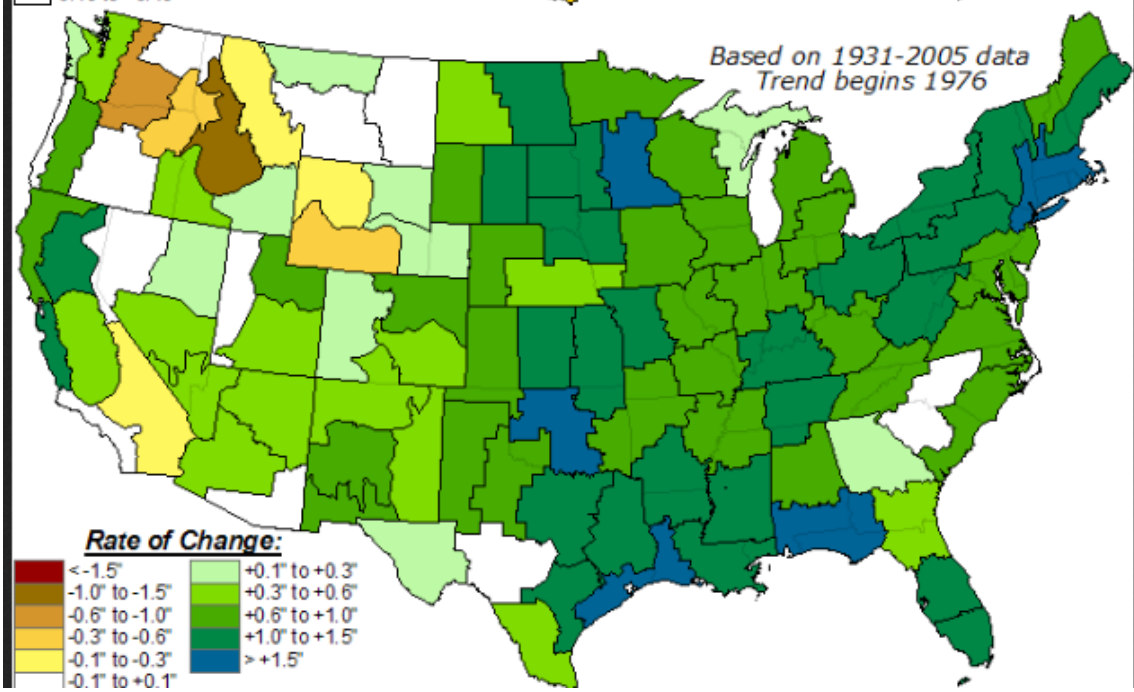 Based on 1931-2005 data
Trend begins 1976
Rate of Change:
< -1.5"
-1.0" to -1.5"
-0.6" to -1.0"
-0.3" to -0.6"
-0.1" to -0.3"
-0.1" to +0.1"
+0.1" to +0.3"
+0.3" to +0.6"
+0.6" to +1.0"
+1.0" to +1.5"
> +1.5"